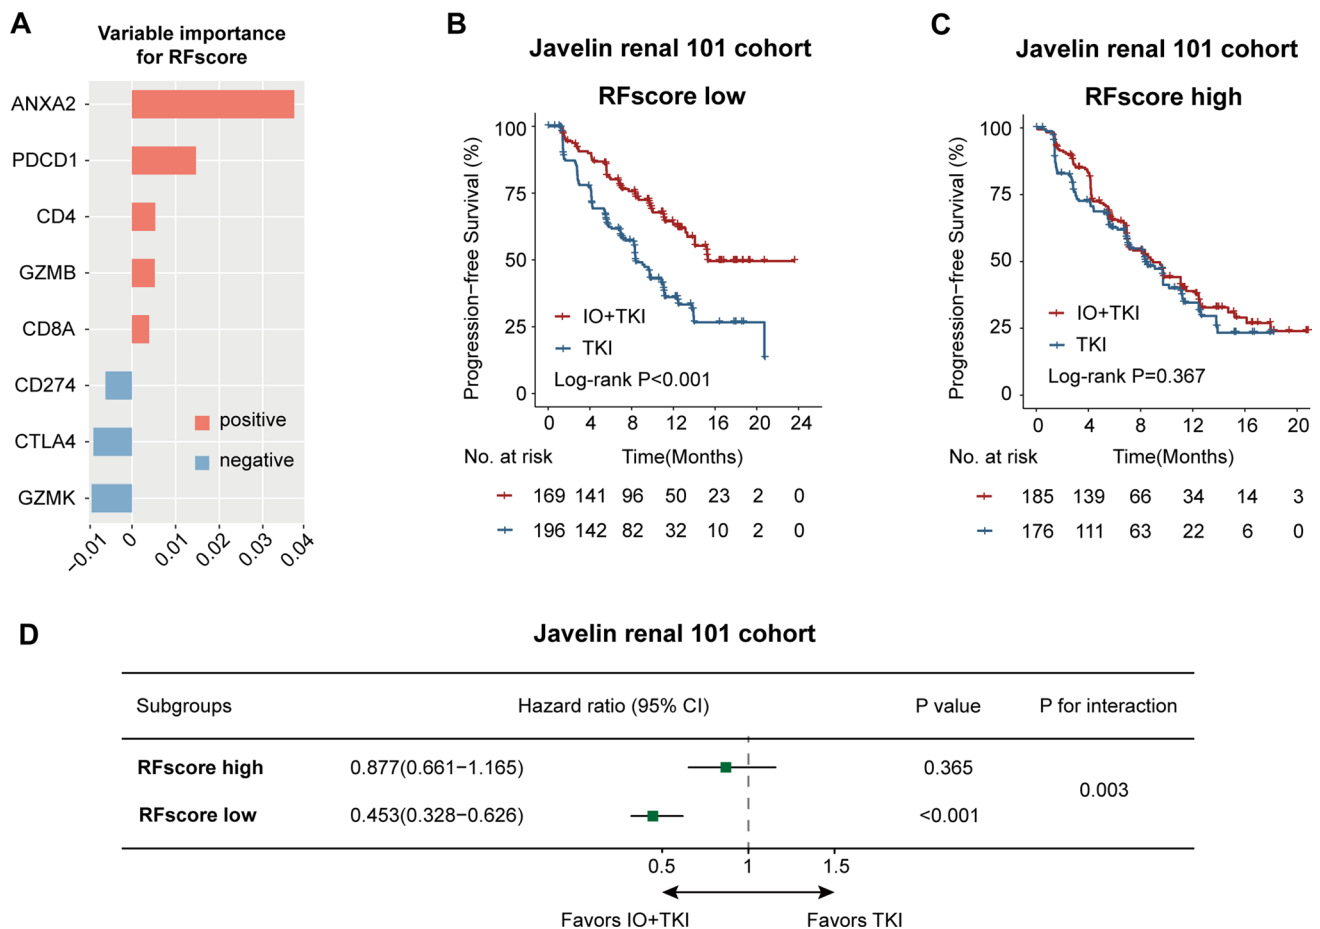 A
Variable importance
for RFscore
ANXA2
PDCD1
CD4
GZMB
CD8A
CD274
CTLA4
GZMK
positive
negative
−0.01 0 0.01 0.02 0.03 0.04
B
Javelin renal 101 cohort
RFscore low
Progression−free Survival (%)
100
75
50
25
0
IO+TKI
TKI
Log-rank P<0.001
0 4 8 12 16 20 24
No. at risk Time(Months)
169 141 96 50 23 2 0
196 142 82 32 10 2 0
C
Javelin renal 101 cohort
RFscore high
Progression−free Survival (%)
100
75
50
25
0
IO+TKI
TKI
Log-rank P=0.367
0 4 8 12 16 20
No. at risk Time(Months)
185 139 66 34 14 3
176 111 63 22 6 0
D
Javelin renal 101 cohort
Subgroups Hazard ratio (95% CI) P value P for interaction
RFscore high 0.877(0.661−1.165) 0.365
0.003
RFscore low 0.453(0.328−0.626) <0.001
0.5 1 1.5
Favors IO+TKI Favors TKI